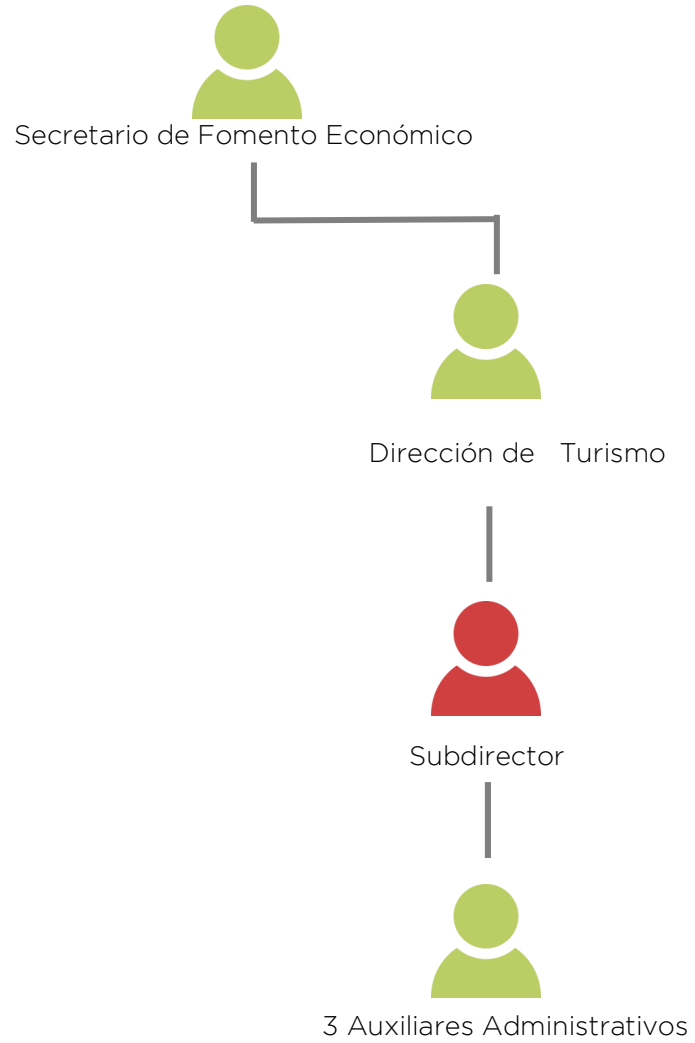 Secretario de Fomento Económico
Dirección de Turismo
Subdirector
3 Auxiliares Administrativos